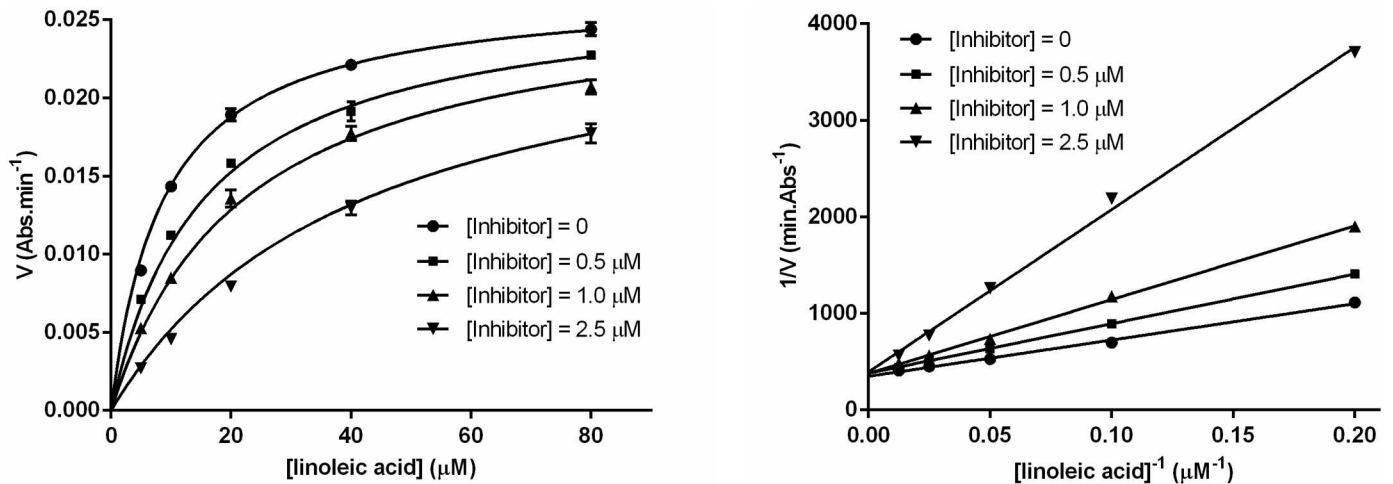 0.025
0.020
0.015
0.010
0.005
0.000
V (Abs.min⁻¹)
[Inhibitor] = 0
[Inhibitor] = 0.5 μM
[Inhibitor] = 1.0 μM
[Inhibitor] = 2.5 μM
0 20 40 60 80
[linoleic acid] (μM)
4000
3000
2000
1000
0
1/V (min.Abs⁻¹)
[Inhibitor] = 0
[Inhibitor] = 0.5 μM
[Inhibitor] = 1.0 μM
[Inhibitor] = 2.5 μM
0.00 0.05 0.10 0.15 0.20
[linoleic acid]⁻¹ (μM⁻¹)